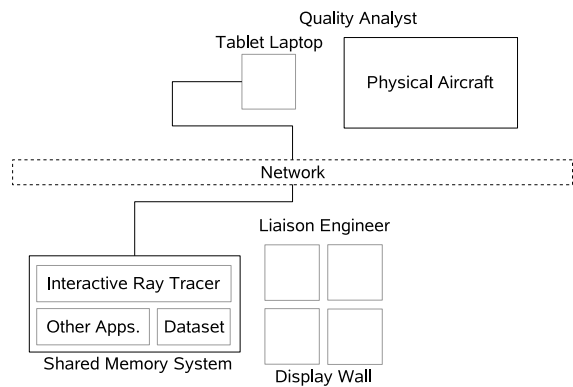 Quality Analyst
Tablet Laptop
Physical Aircraft
Network
Liaison Engineer
Interactive Ray Tracer
Other Apps.
Dataset
Shared Memory System
Display Wall